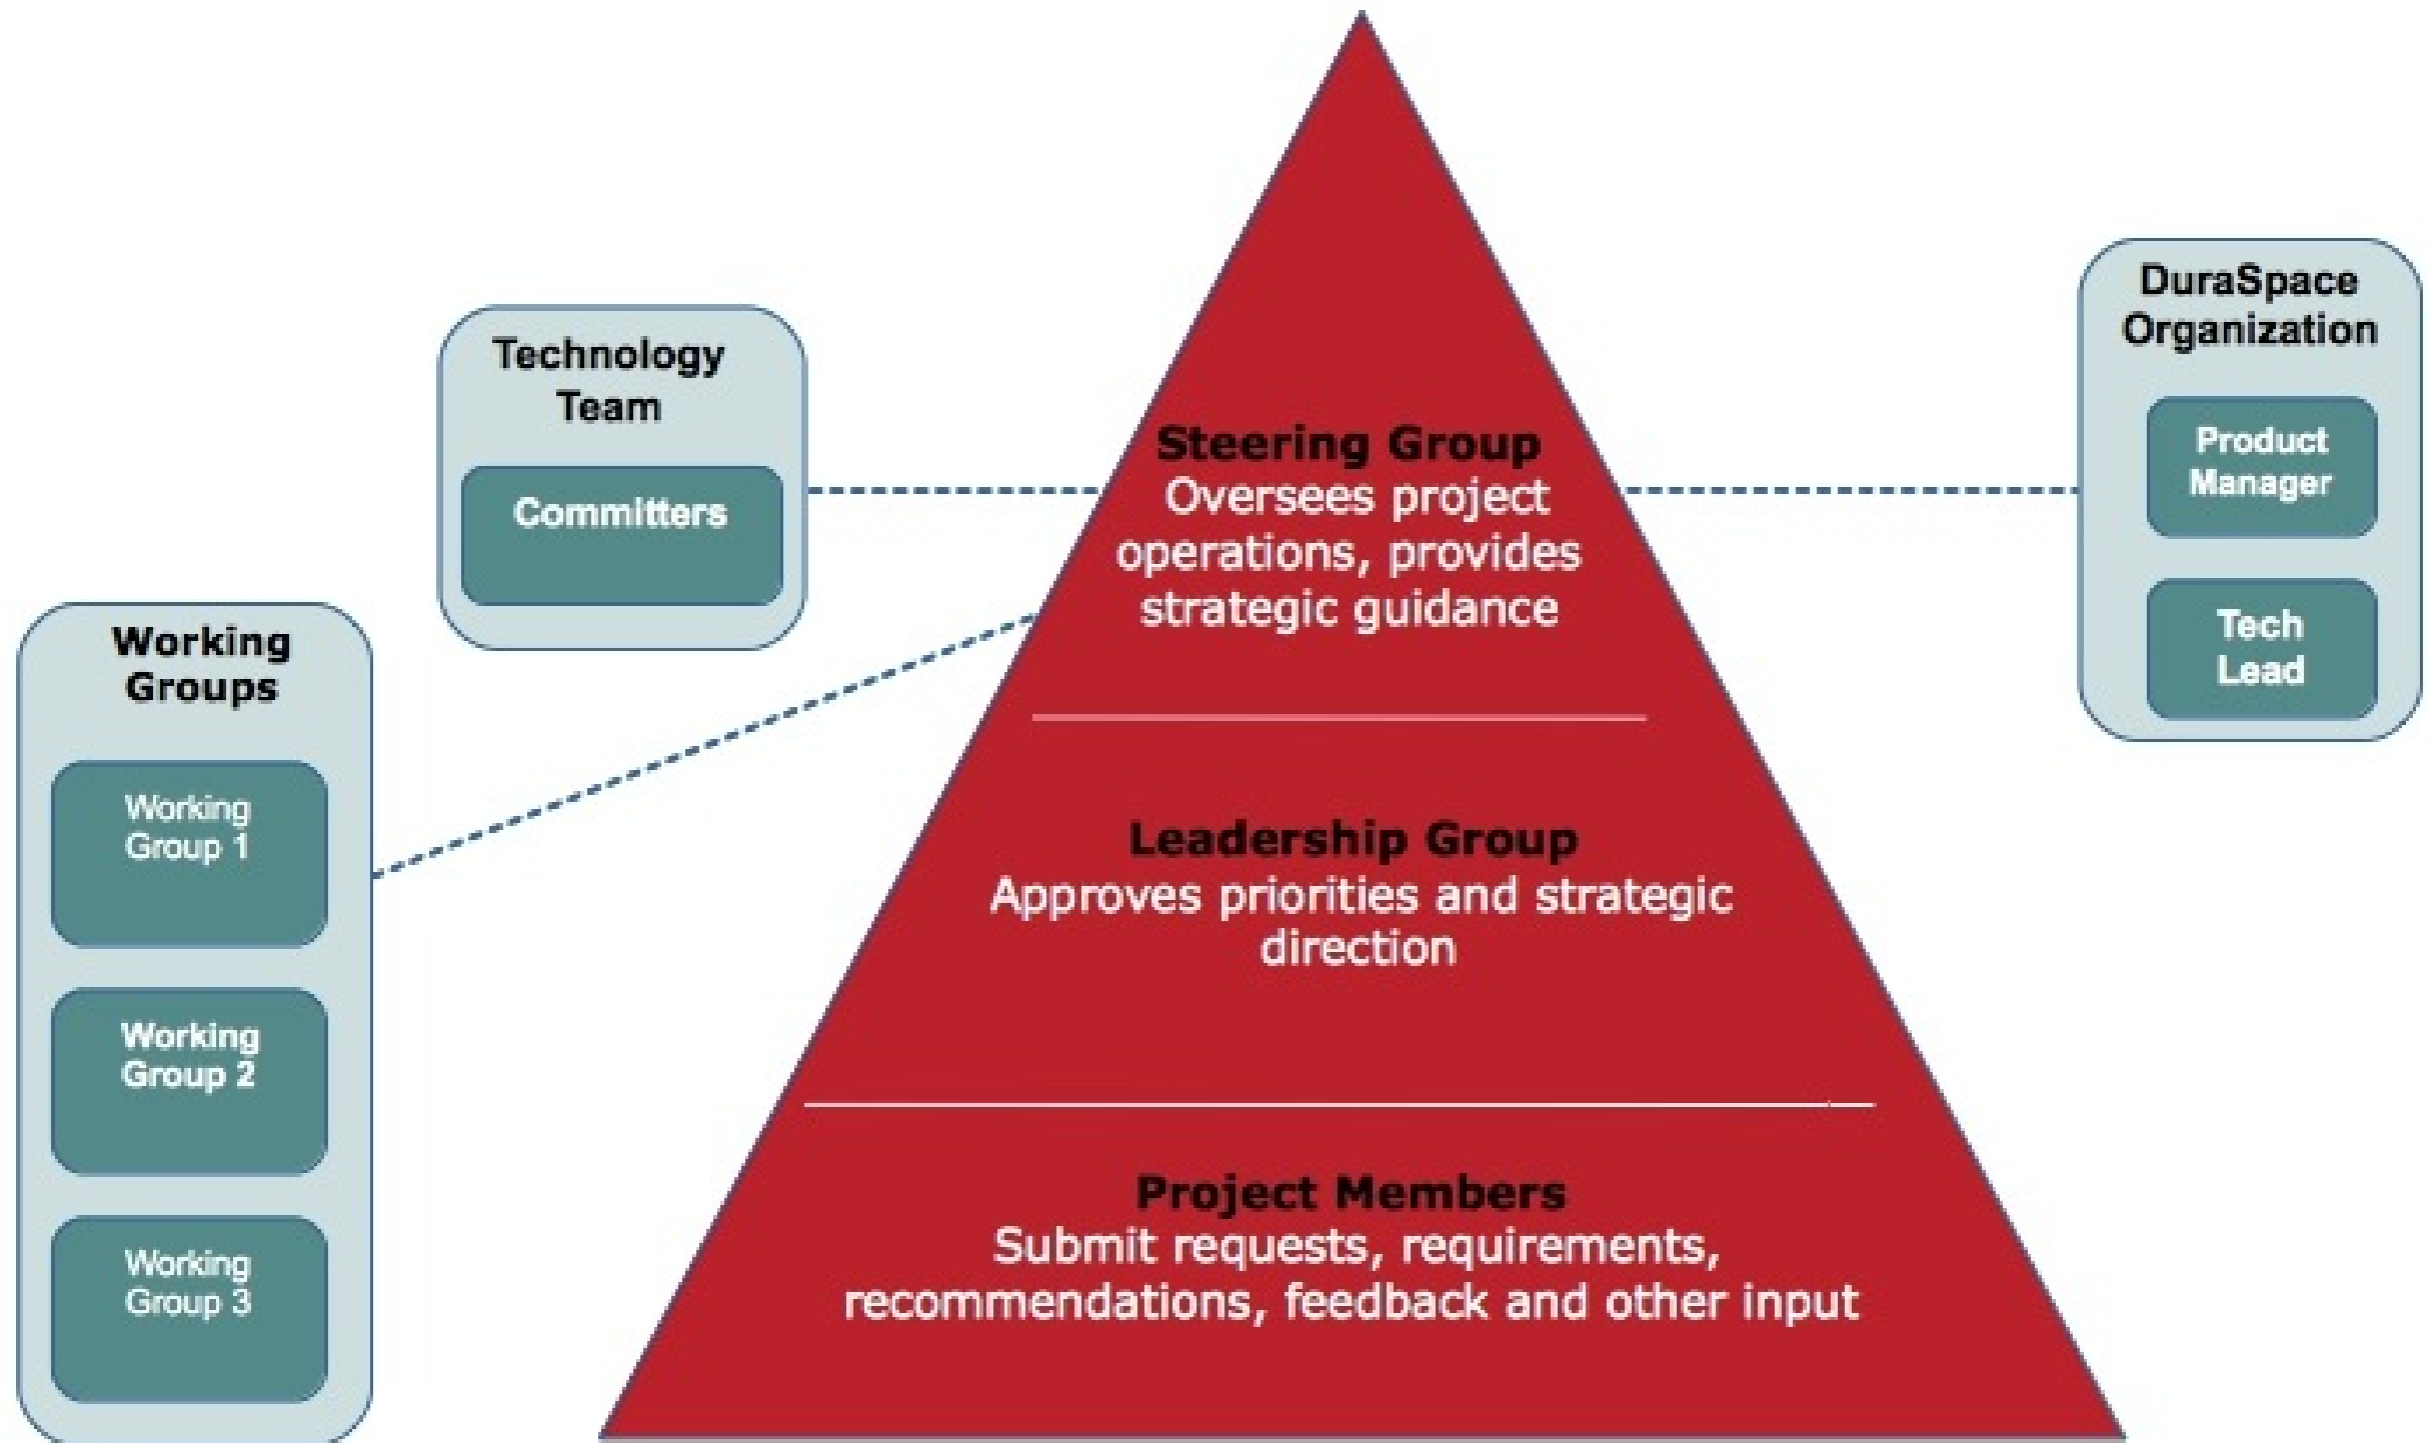 Technology
Team
Committers
Working
Groups
Working
Group 1
Working
Group 2
Working
Group 3
Steering Group
Oversees project
operations, provides
strategic guidance
Leadership Group
Approves priorities and strategic
direction
Project Members
Submit requests, requirements,
recommendations, feedback and other input
DuraSpace
Organization
Product
Manager
Tech
Lead